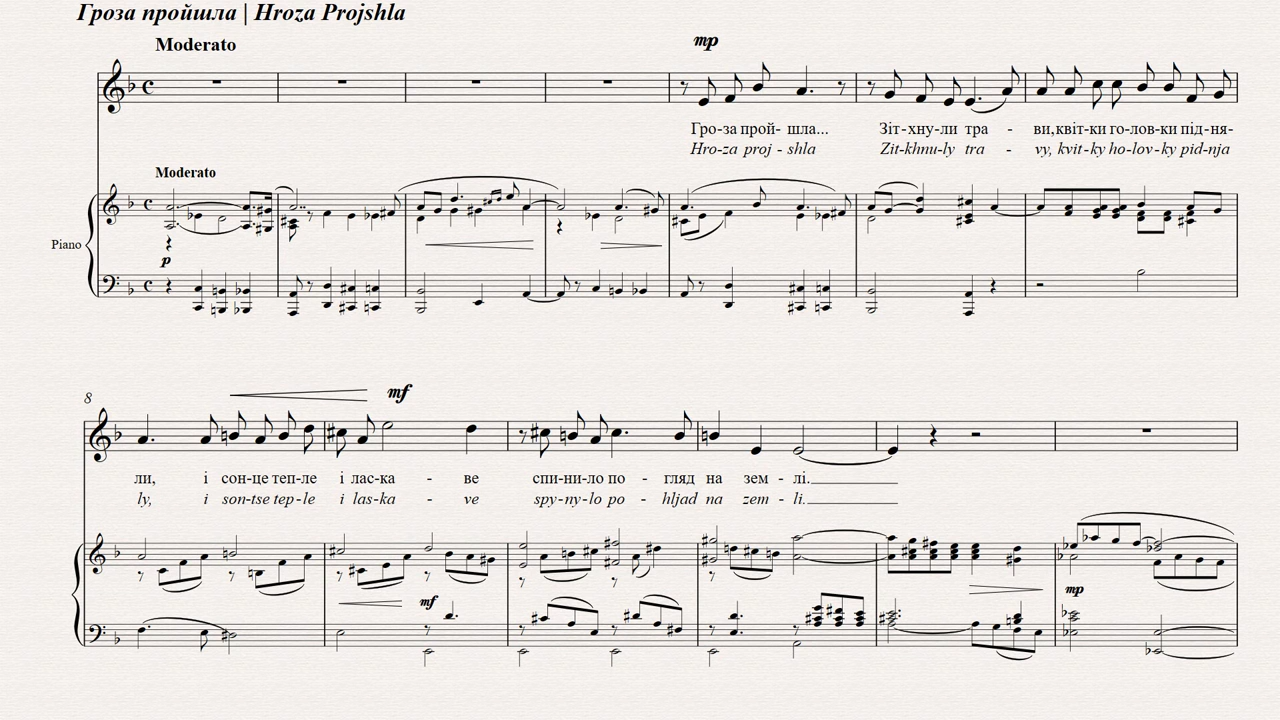 Гроза пройшла | Hroza Projshla
Moderato
mp
Гро-за прой- шла... Зіт-хну-ли тра - ви,квіт-ки го-лов-ки під-ня-
Hro-za proj - shla Zit-khnu-ly tra - vy, kvit-ky ho-lov-ky pid-nja
Moderato
Piano
p
8
mf
ли, і сон-це теп-ле і лас-ка - ве спи-ни-ло по - гляд на зем - лі.
ly, i son-tse tep-le i las-ka - ve spy-ny-lo po - hljad na zem - li.
mf
mp